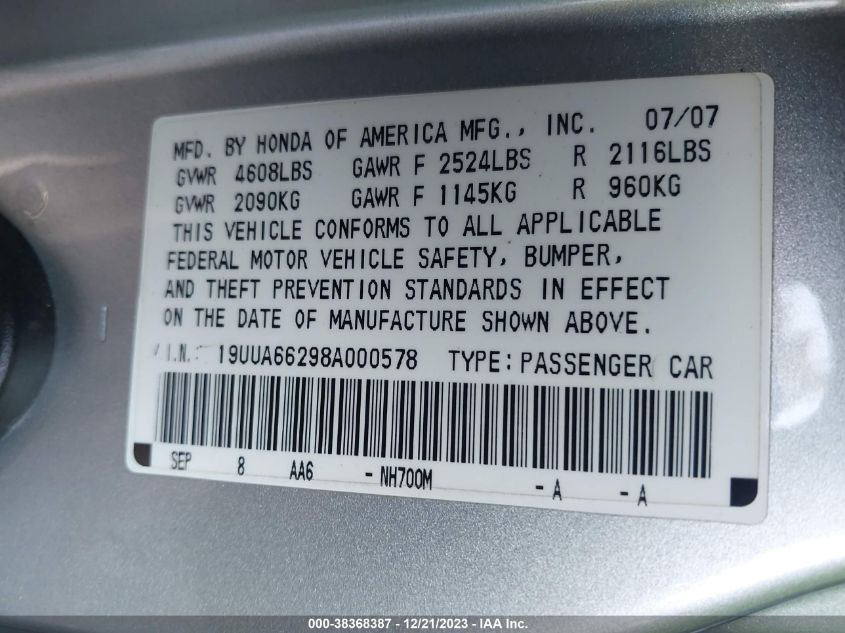 MFD. BY HONDA OF AMERICA MFG., INC. 07/07
GVWR 4608LBS GAWR F 2524LBS R 2116LBS
GVWR 2090KG GAWR F 1145KG R 960KG
THIS VEHICLE CONFORMS TO ALL APPLICABLE
FEDERAL MOTOR VEHICLE SAFETY, BUMPER,
AND THEFT PREVENTION STANDARDS IN EFFECT
ON THE DATE OF MANUFACTURE SHOWN ABOVE.
V.I.N.: 19UUA66298A000578 TYPE:PASSENGER CAR
SEP 8 AA6 - NH700M - A - A
000-38368387 - 12/21/2023 - IAA Inc.